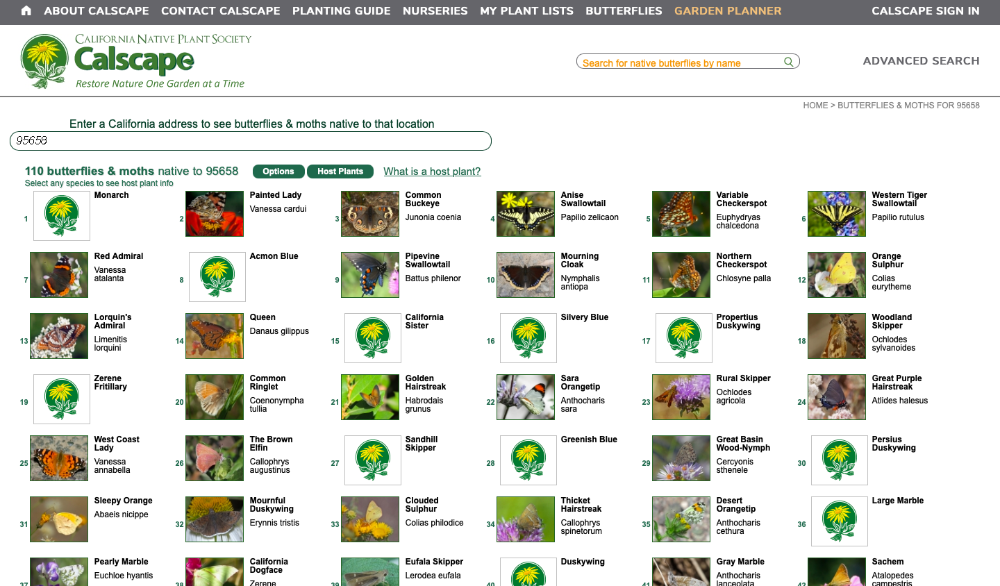 ABOUT CALSCAPE CONTACT CALSCAPE PLANTING GUIDE NURSERIES MY PLANT LISTS BUTTERFLIES GARDEN PLANNER CALSCAPE SIGN IN
CALIFORNIA NATIVE PLANT SOCIETY
Calscape
Restore Nature One Garden at a Time
Search for native butterflies by name
ADVANCED SEARCH
HOME > BUTTERFLIES & MOTHS FOR 95658
Enter a California address to see butterflies & moths native to that location
95658
110 butterflies & moths native to 95658 Options Host Plants What is a host plant?
Select any species to see host plant info
1 Monarch
2 Painted Lady
Vanessa cardui
3 Common
Buckeye
Junonia coenia
4 Anise
Swallowtail
Papilio zelicaon
5 Variable
Checkerspot
Euphydryas
chalcedona
6 Western Tiger
Swallowtail
Papilio rutulus
7 Red Admiral
Vanessa
atalanta
8 Acmon Blue
9 Pipevine
Swallowtail
Battus philenor
10 Mourning
Cloak
Nymphalis
antiopa
11 Northern
Checkerspot
Chlosyne palla
12 Orange
Sulphur
Colias
eurytheme
13 Lorquin's
Admiral
Limenitis
lorquini
14 Queen
Danaus gilippus
15 California
Sister
16 Silvery Blue
17 Propertius
Duskywing
18 Woodland
Skipper
Ochlodes
sylvanoides
19 Zerene
Fritillary
20 Common
Ringlet
Coenonympha
tullia
21 Golden
Hairstreak
Habrodais
grunus
22 Sara
Orangetip
Anthocharis
sara
23 Rural Skipper
Ochlodes
agricola
24 Great Purple
Hairstreak
Atlides halesus
25 West Coast
Lady
Vanessa
annabella
26 The Brown
Elfin
Callophrys
augustinus
27 Sandhill
Skipper
28 Greenish Blue
29 Great Basin
Wood-Nymph
Cercyonis
sthenele
30 Persius
Duskywing
31 Sleepy Orange
Abaeis nicippe
32 Mournful
Duskywing
Erynnis tristis
33 Clouded
Sulphur
Colias philodice
34 Thicket
Hairstreak
Callophrys
spinetorum
35 Desert
Orangetip
Anthocharis
cethura
36 Large Marble
37 Pearly Marble
Euchloe hyantis
38 California
Dogface
Zerene
39 Eufala Skipper
Lerodea eufala
40 Duskywing
41 Gray Marble
Anthocharis
lanceolata
42 Sachem
Atalopedes
campestris